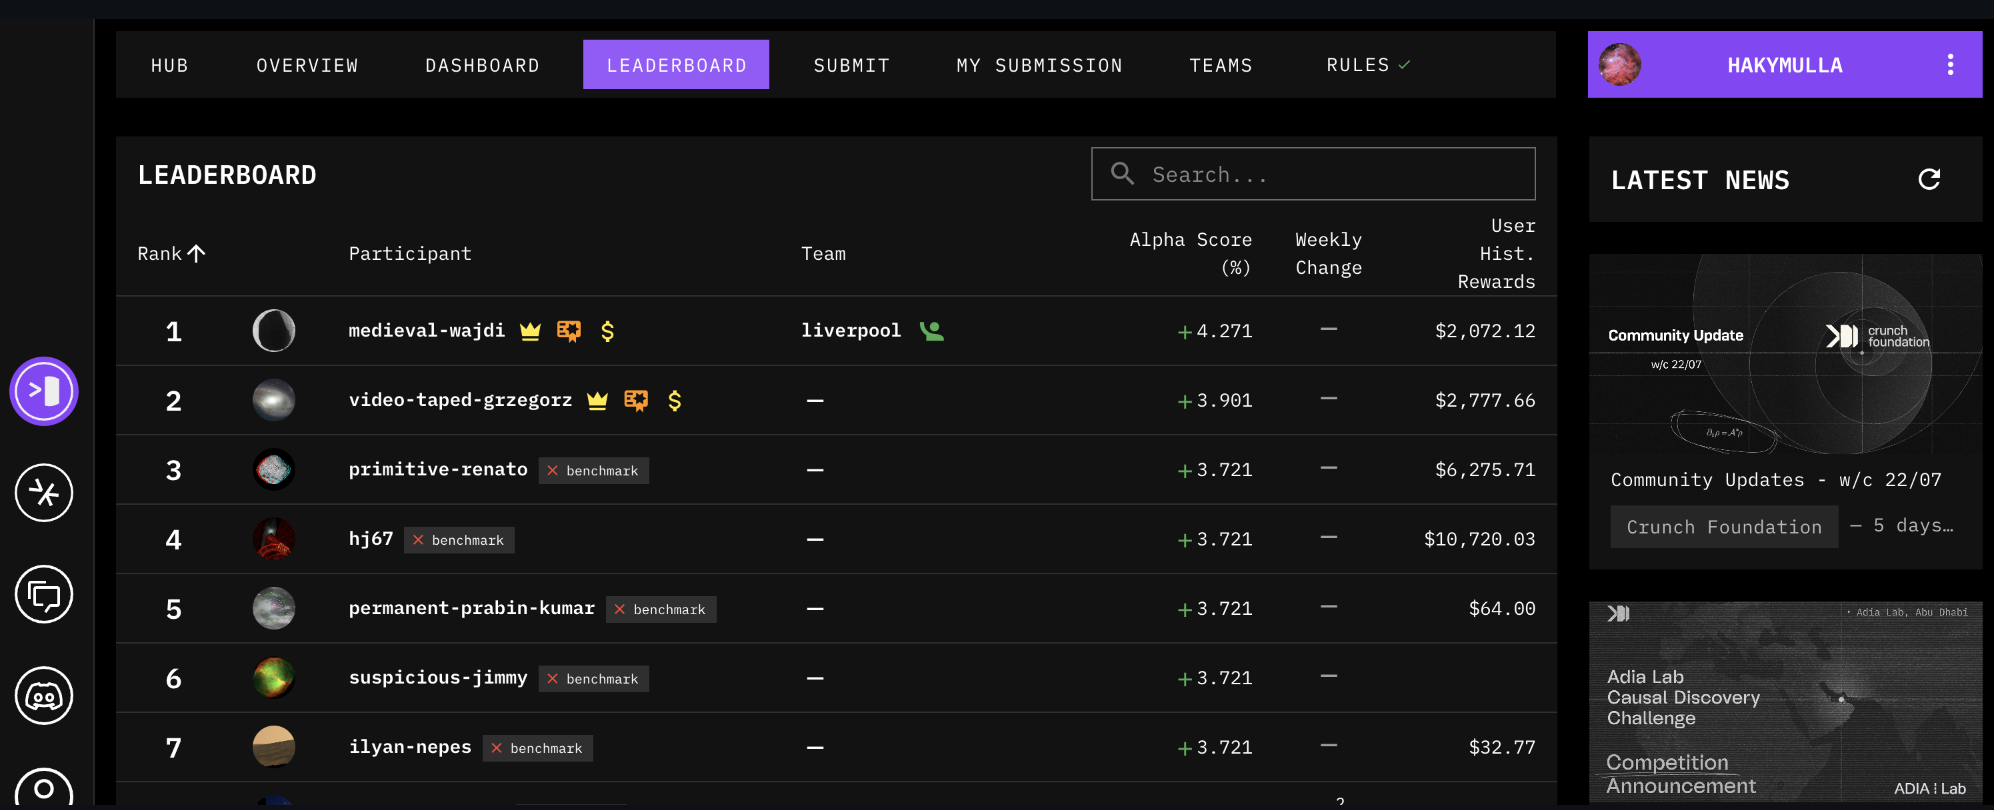 HUB OVERVIEW DASHBOARD LEADERBOARD SUBMIT MY SUBMISSION TEAMS RULES
HAKYMULLA
LEADERBOARD
Search...
Rank Participant Team Alpha Score (%) Weekly Change User Hist. Rewards
1 medieval-wajdi $ liverpool +4.271 — $2,072.12
2 video-taped-grzegorz $ — +3.901 — $2,777.66
3 primitive-renato benchmark — +3.721 — $6,275.71
4 hj67 benchmark — +3.721 — $10,720.03
5 permanent-prabin-kumar benchmark — +3.721 — $64.00
6 suspicious-jimmy benchmark — +3.721 —
7 ilyan-nepes benchmark — +3.721 — $32.77
LATEST NEWS
Community Update
w/c 22/07
crunch
foundation
Community Updates - w/c 22/07
Crunch Foundation — 5 days…
• Adia Lab, Abu Dhabi
Adia Lab
Causal Discovery
Challenge
Competition
Announcement
ADIA Lab